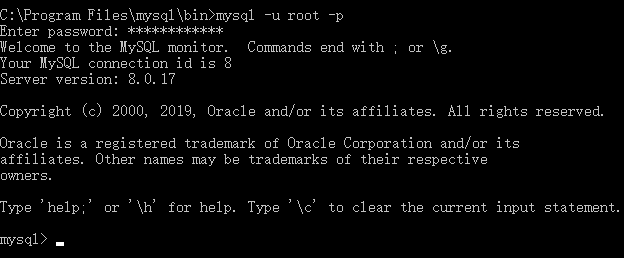 C:\Program Files\mysql\bin>mysql -u root -p
Enter password: ************
Welcome to the MySQL monitor.  Commands end with ; or \g.
Your MySQL connection id is 8
Server version: 8.0.17

Copyright (c) 2000, 2019, Oracle and/or its affiliates. All rights reserved.

Oracle is a registered trademark of Oracle Corporation and/or its
affiliates. Other names may be trademarks of their respective
owners.

Type 'help;' or '\h' for help. Type '\c' to clear the current input statement.

mysql>